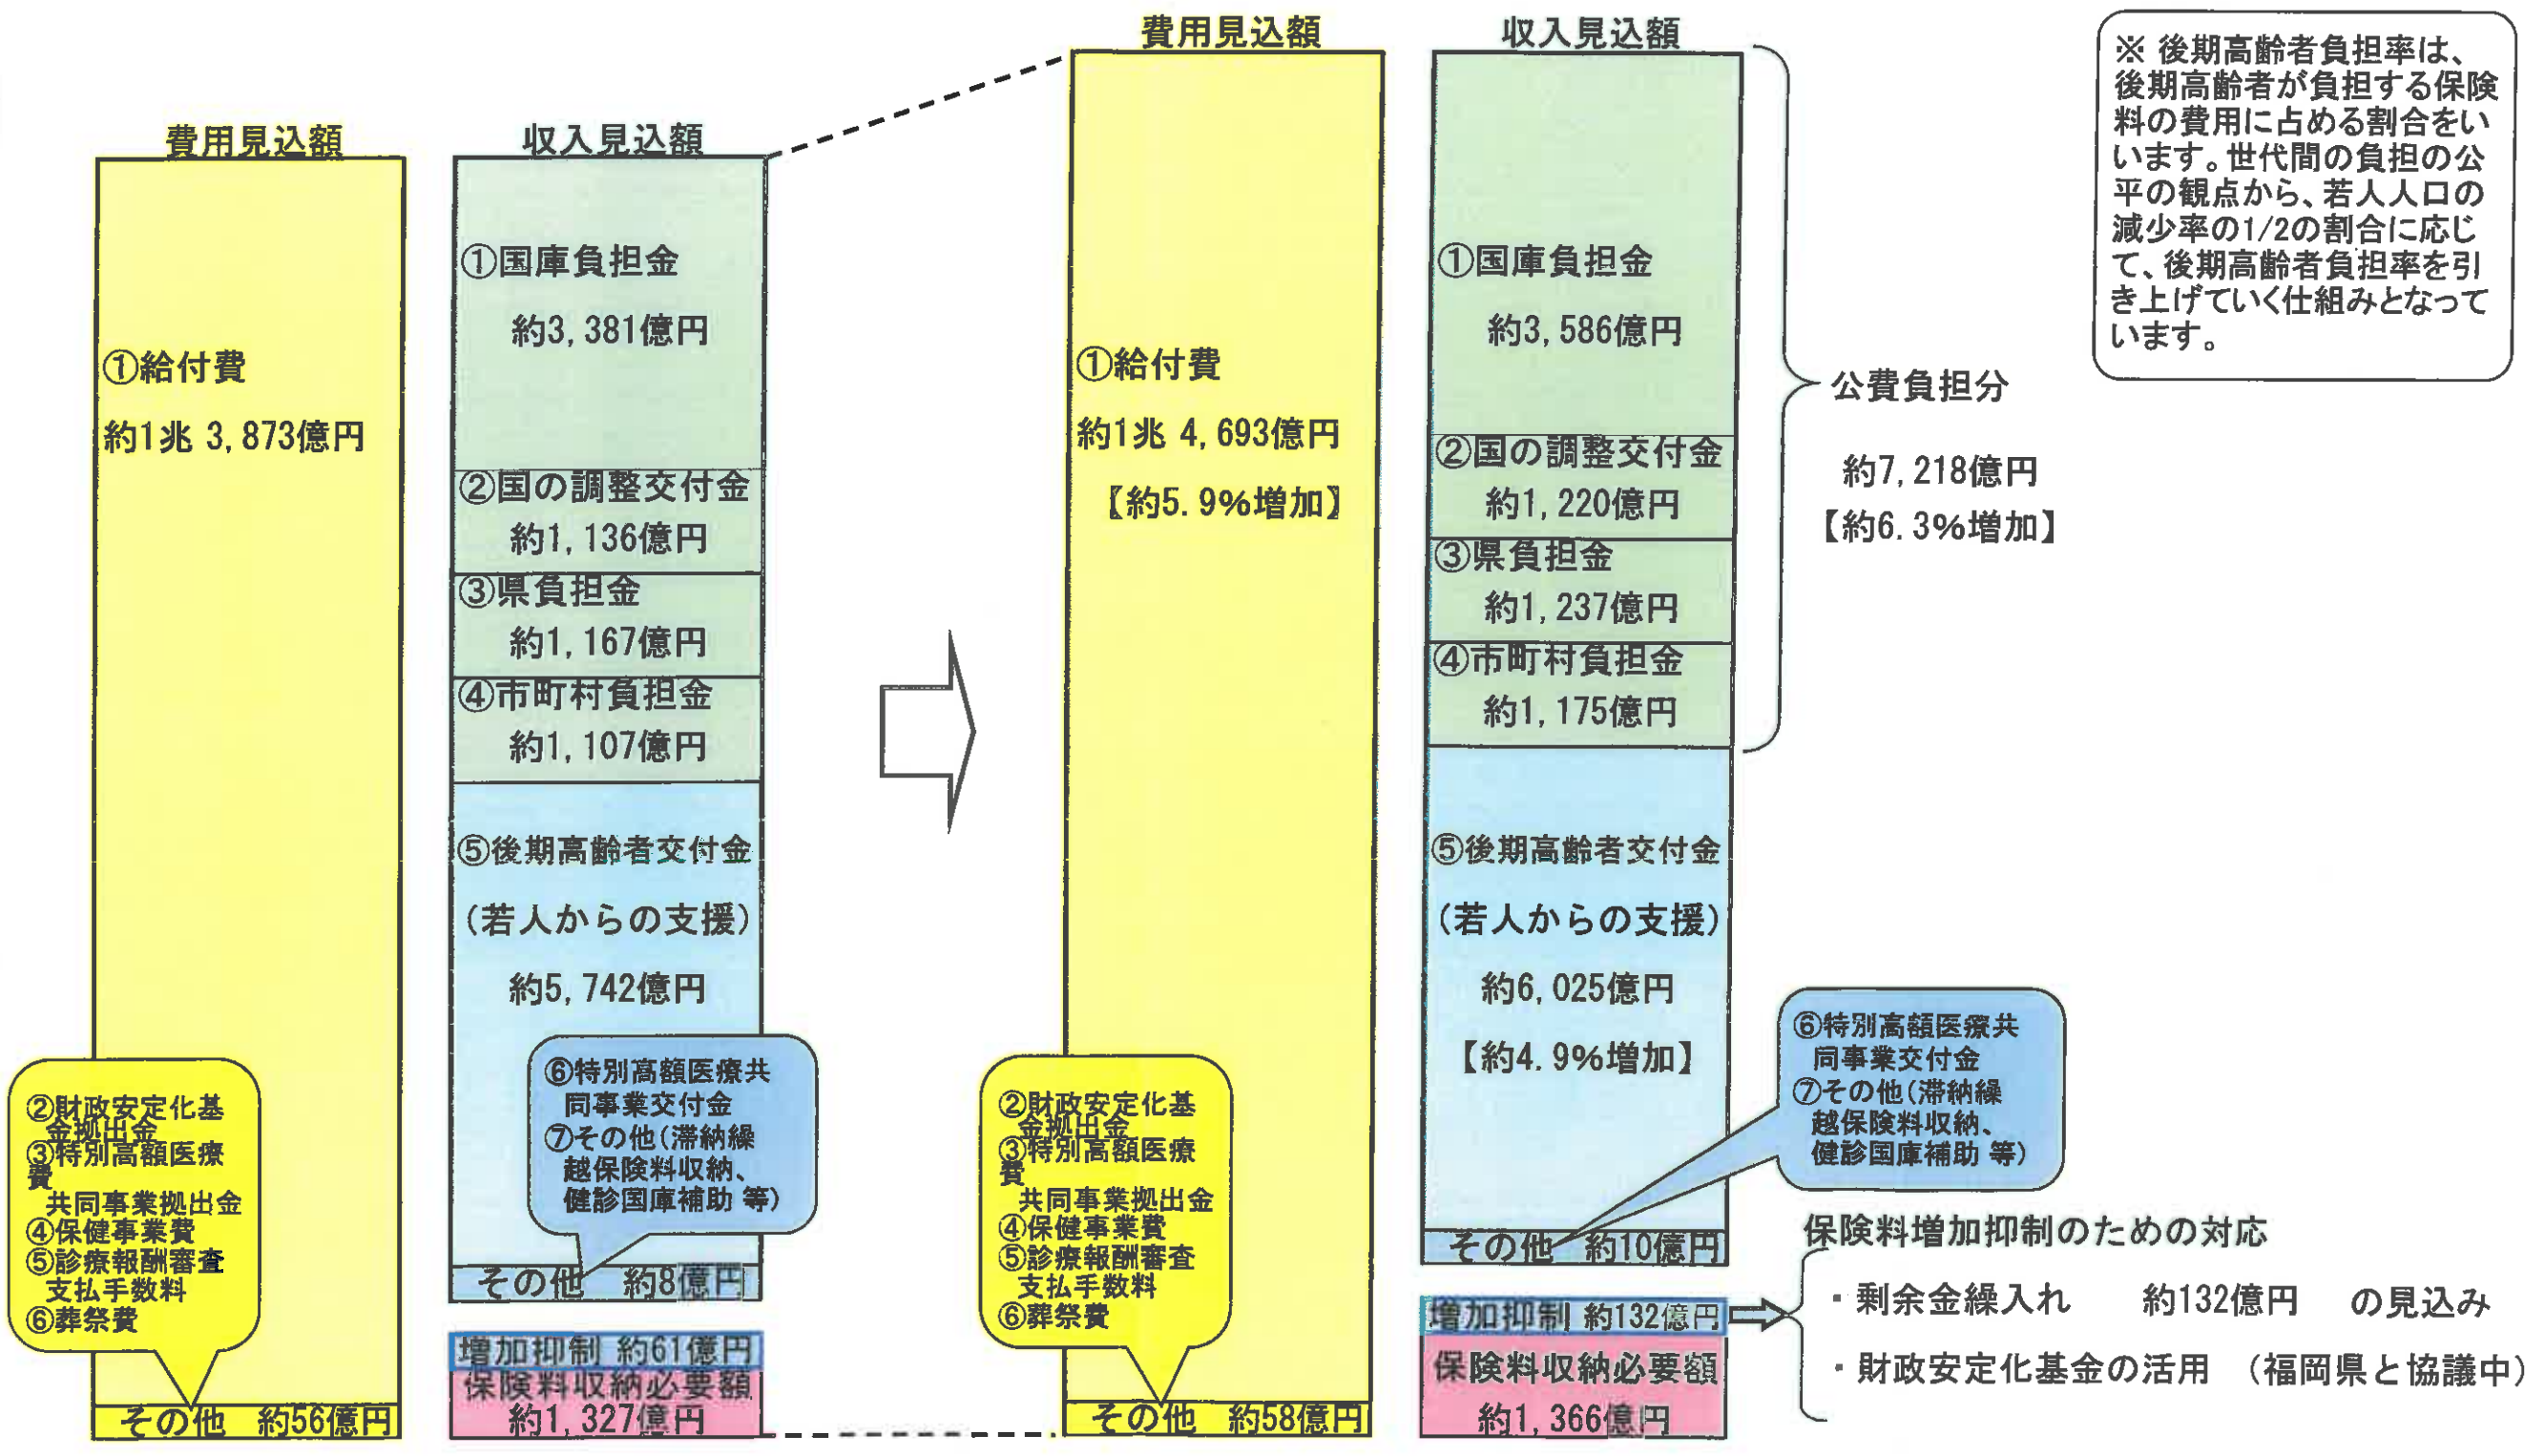 費用見込額
①給付費
約1兆 3,873億円
②財政安定化基
金拠出金
③特別高額医療
費
共同事業拠出金
④保健事業費
⑤診療報酬審査
支払手数料
⑥葬祭費
その他 約56億円
収入見込額
①国庫負担金
約3,381億円
②国の調整交付金
約1,136億円
③県負担金
約1,167億円
④市町村負担金
約1,107億円
⑤後期高齢者交付金
(若人からの支援)
約5,742億円
⑥特別高額医療共
同事業交付金
⑦その他(滞納繰
越保険料収納、
健診国庫補助 等)
その他 約8億円
増加抑制 約61億円
保険料収納必要額
約1,327億円
費用見込額
①給付費
約1兆 4,693億円
【約5.9%増加】
②財政安定化基
金拠出金
③特別高額医療
費
共同事業拠出金
④保健事業費
⑤診療報酬審査
支払手数料
⑥葬祭費
その他 約58億円
収入見込額
①国庫負担金
約3,586億円
②国の調整交付金
約1,220億円
③県負担金
約1,237億円
④市町村負担金
約1,175億円
⑤後期高齢者交付金
(若人からの支援)
約6,025億円
【約4.9%増加】
⑥特別高額医療共
同事業交付金
⑦その他(滞納繰
越保険料収納、
健診国庫補助 等)
その他 約10億円
増加抑制 約132億円
保険料収納必要額
約1,366億円
公費負担分
約7,218億円
【約6.3%増加】
※ 後期高齢者負担率は、
後期高齢者が負担する保険
料の費用に占める割合をい
います。世代間の負担の公
平の観点から、若人人口の
減少率の1/2の割合に応じ
て、後期高齢者負担率を引
き上げていく仕組みとなって
います。
保険料増加抑制のための対応
・剰余金繰入れ 約132億円 の見込み
・財政安定化基金の活用 (福岡県と協議中)